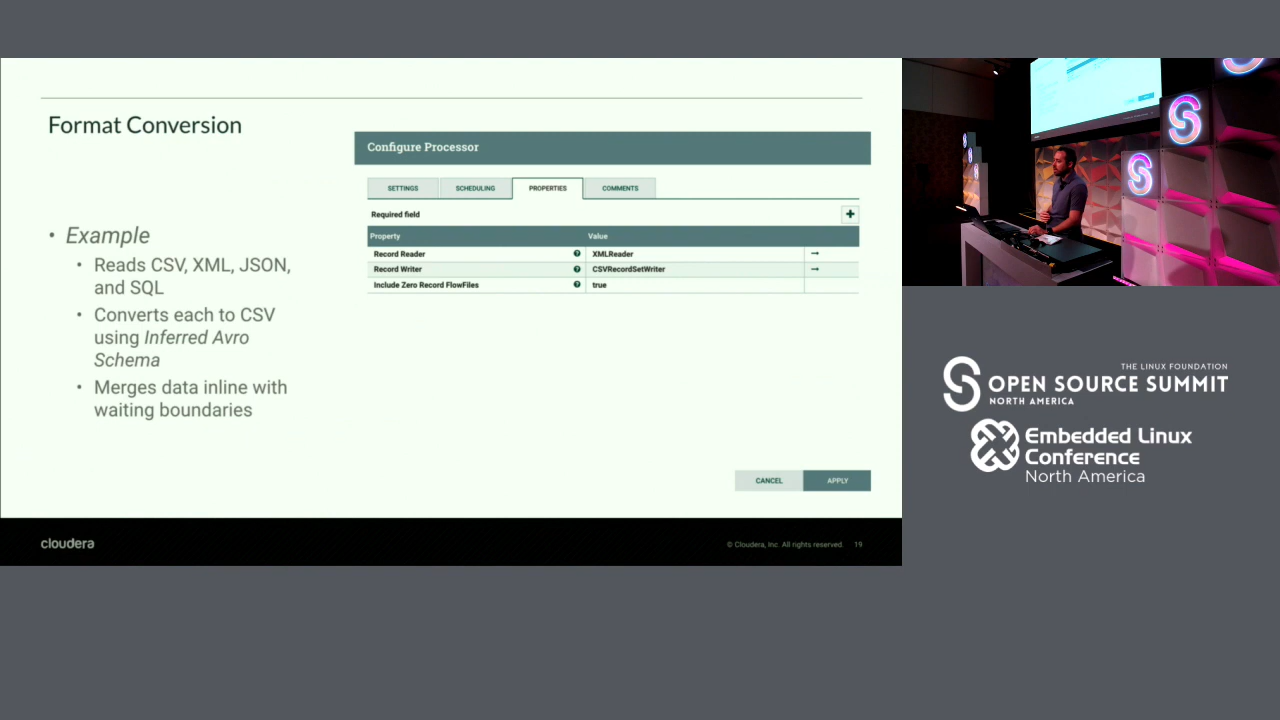 Format Conversion
• Example
• Reads CSV, XML, JSON,
and SQL
• Converts each to CSV
using Inferred Avro
Schema
• Merges data inline with
waiting boundaries
Configure Processor
SETTINGS SCHEDULING PROPERTIES COMMENTS
Required field
Property Value
Record Reader XMLReader
Record Writer CSVRecordSetWriter
Include Zero Record FlowFiles true
CANCEL APPLY
cloudera
© Cloudera, Inc. All rights reserved. 19
THE LINUX FOUNDATION
OPEN SOURCE SUMMIT
NORTH AMERICA
Embedded Linux
Conference
North America